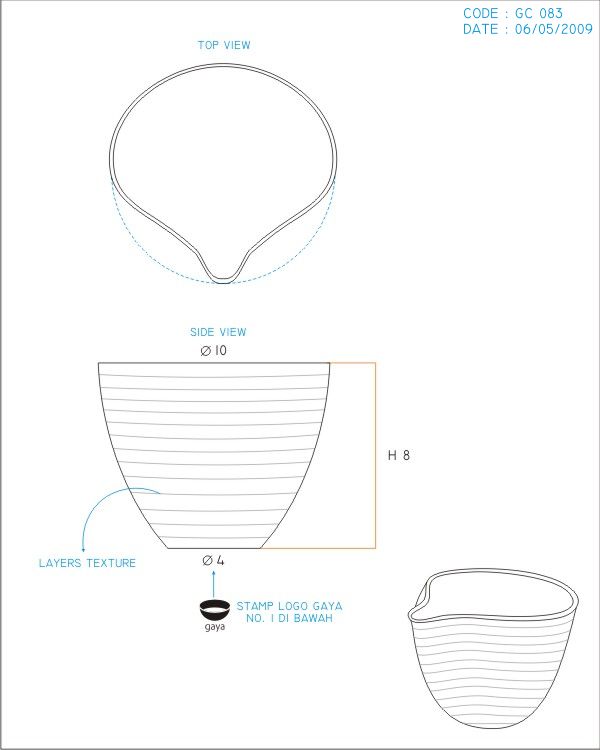 CODE : GC 083
DATE : 06/05/2009
TOP VIEW
SIDE VIEW
Ø 10
H 8
Ø 4
LAYERS TEXTURE
STAMP LOGO GAYA
NO. 1 DI BAWAH
gaya